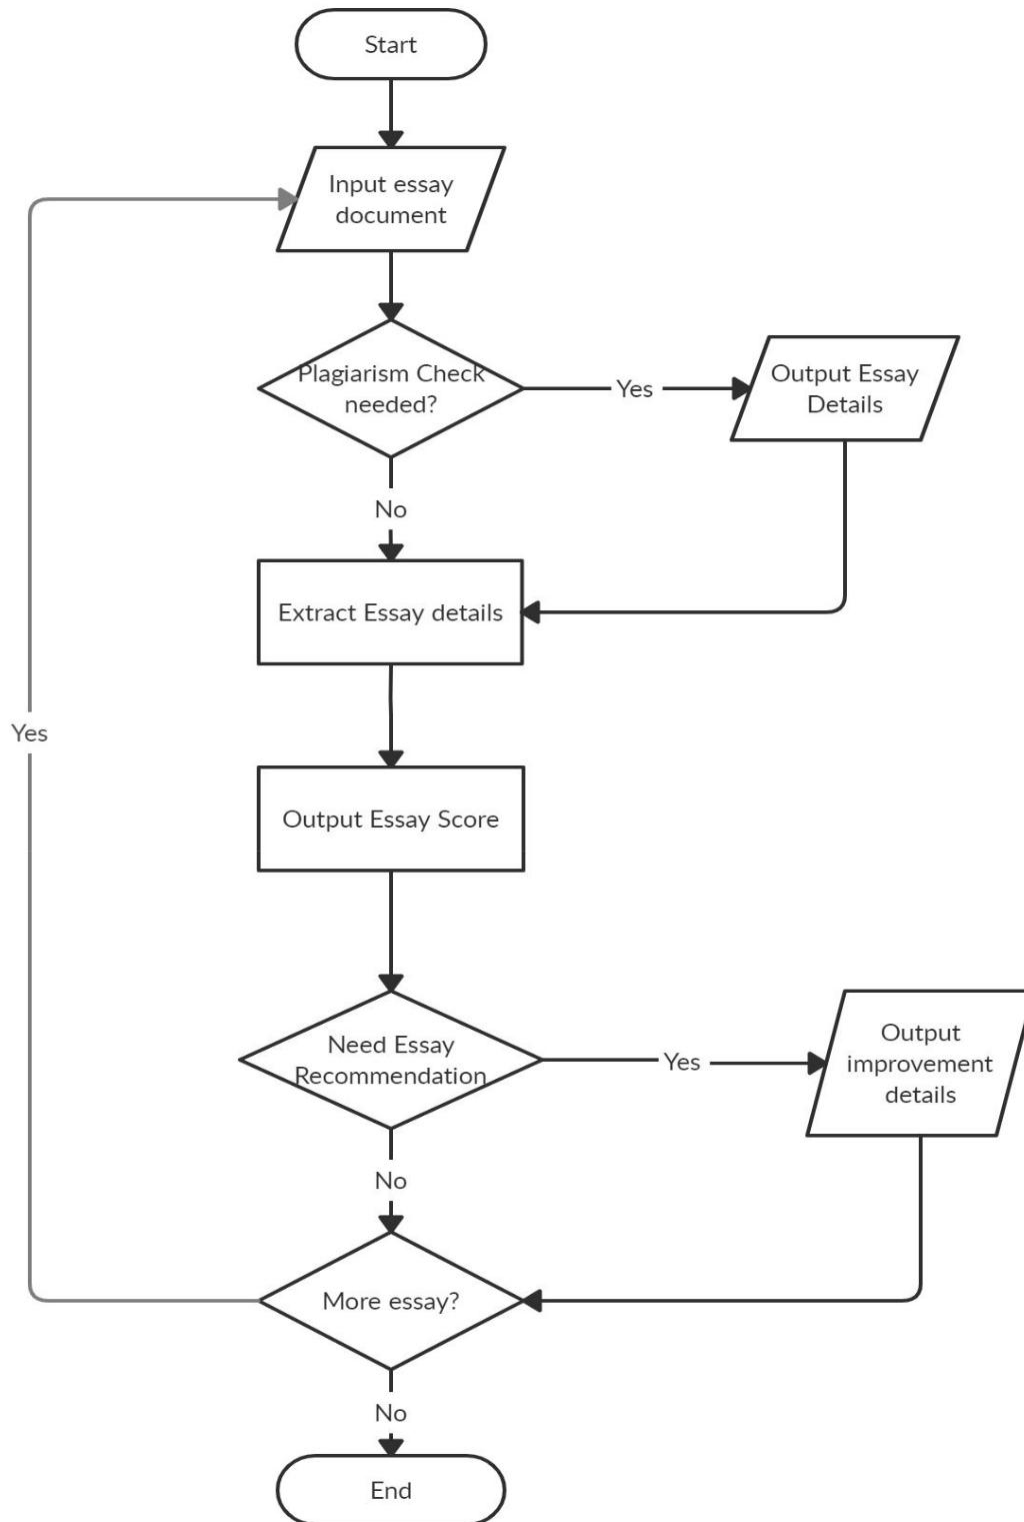 Start
Input essay
document
Plagiarism Check
needed?
Yes
Output Essay
Details
No
Extract Essay details
Yes
Output Essay Score
Need Essay
Recommendation
Yes
Output
improvement
details
No
More essay?
No
End